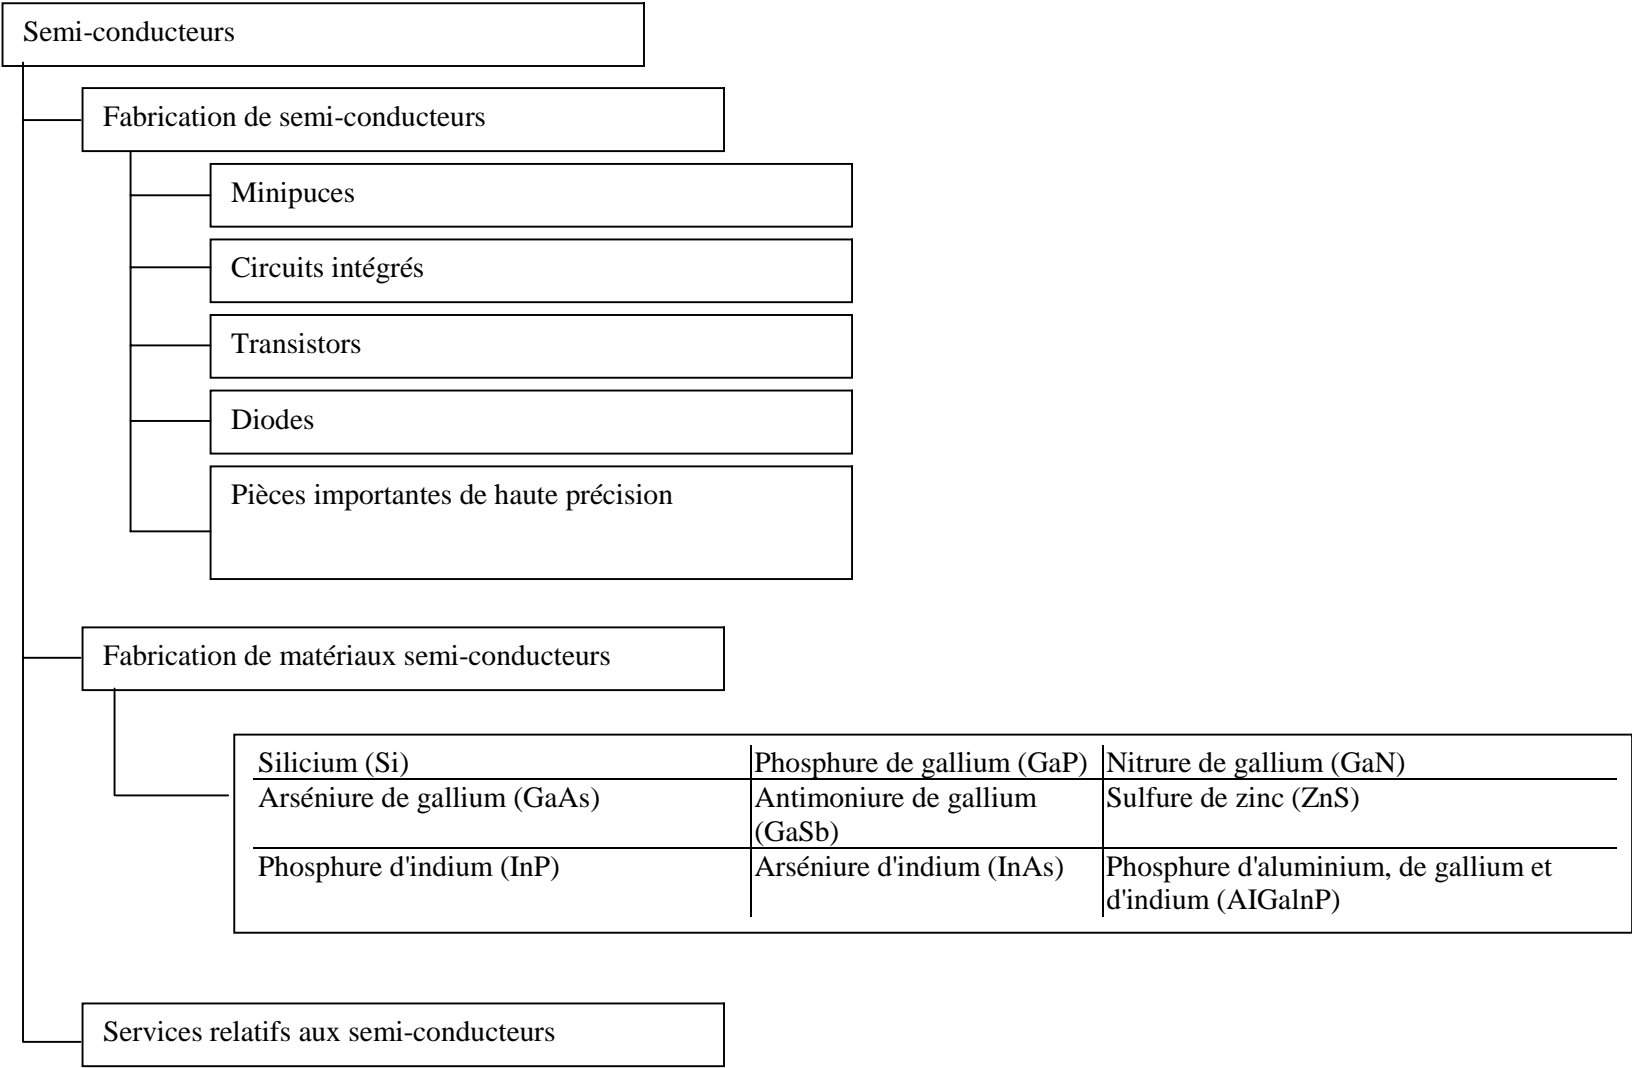 Semi-conducteurs
Fabrication de semi-conducteurs
Minipuces
Circuits intégrés
Transistors
Diodes
Pièces importantes de haute précision
Fabrication de matériaux semi-conducteurs
Silicium (Si)
Phosphure de gallium (GaP)
Nitrure de gallium (GaN)
Arséniure de gallium (GaAs)
Antimoniure de gallium
(GaSb)
Sulfure de zinc (ZnS)
Phosphure d'indium (InP)
Arséniure d'indium (InAs)
Phosphure d'aluminium, de gallium et
d'indium (AIGalnP)
Services relatifs aux semi-conducteurs